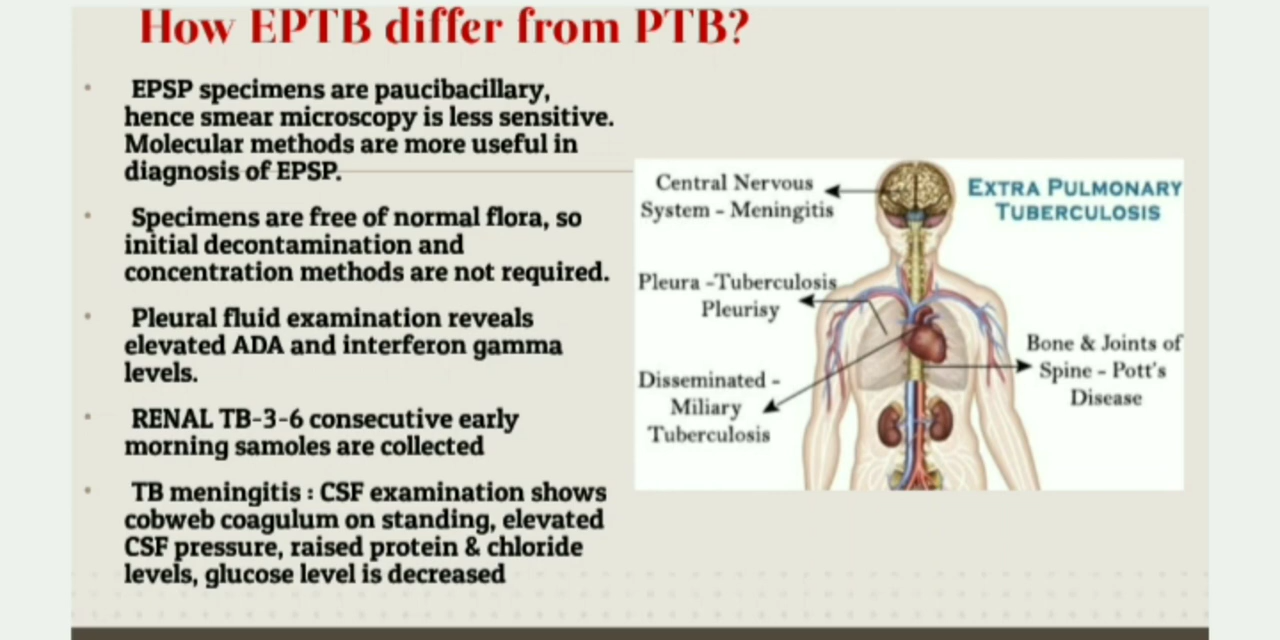 How EPTB differ from PTB?
• EPSP specimens are paucibacillary,
hence smear microscopy is less sensitive.
Molecular methods are more useful in
diagnosis of EPSP.
• Specimens are free of normal flora, so
initial decontamination and
concentration methods are not required.
• Pleural fluid examination reveals
elevated ADA and interferon gamma
levels.
• RENAL TB-3-6 consecutive early
morning samoles are collected
• TB meningitis : CSF examination shows
cobweb coagulum on standing, elevated
CSF pressure, raised protein & chloride
levels, glucose level is decreased
EXTRA PULMONARY
TUBERCULOSIS
Central Nervous
System - Meningitis
Pleura -Tuberculosis
Pleurisy
Disseminated -
Miliary
Tuberculosis
Bone & Joints of
Spine - Pott's
Disease